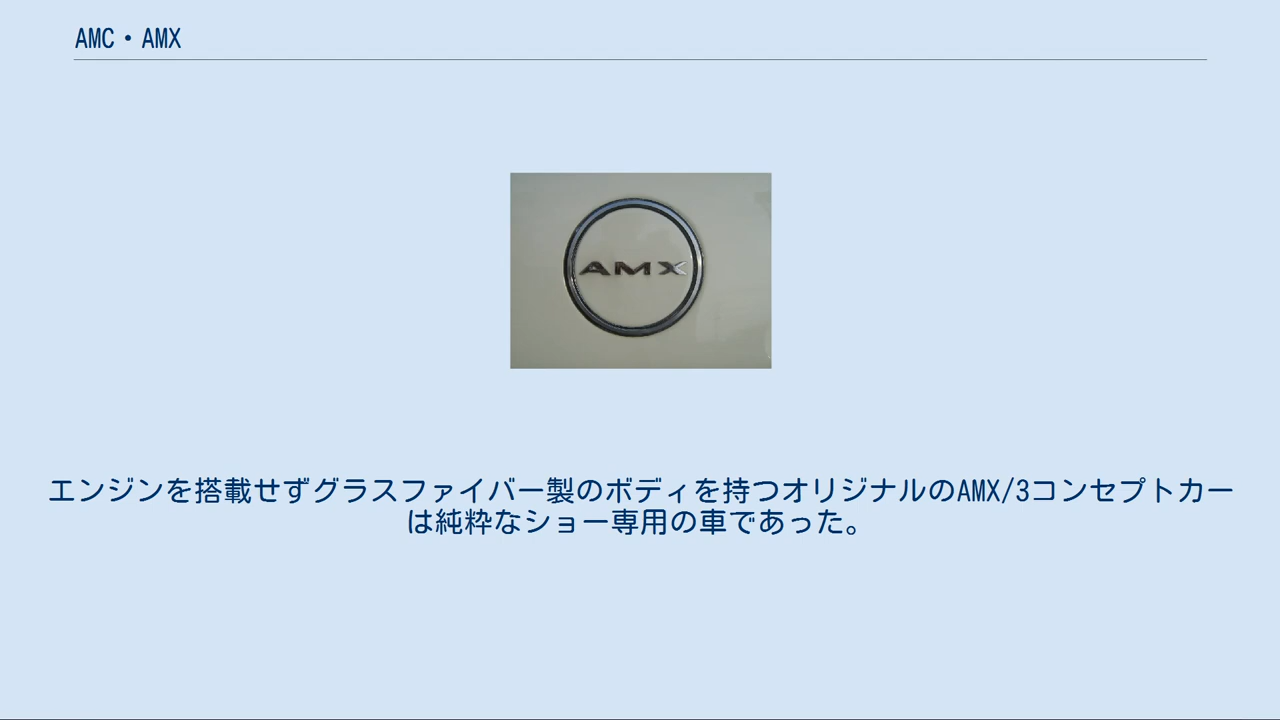 AMC・AMX
AMX
エンジンを搭載せずグラスファイバー製のボディを持つオリジナルのAMX/3コンセプトカー
は純粋なショー専用の車であった。